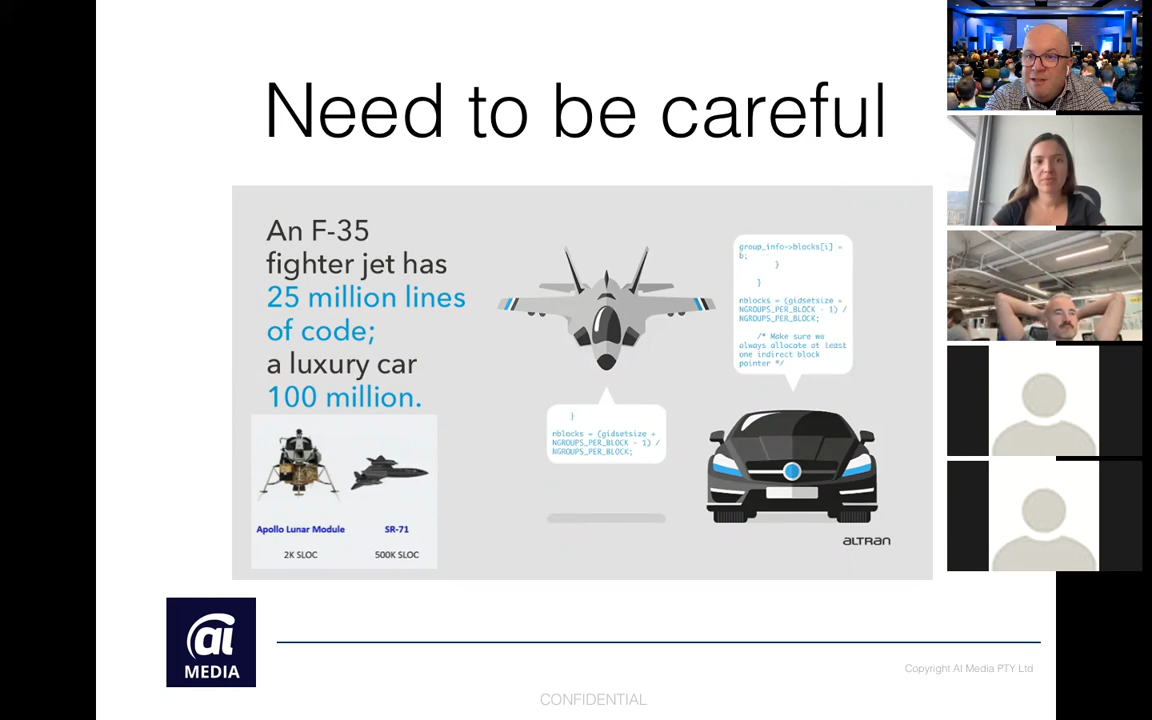 Need to be careful
An F-35
fighter jet has
25 million lines
of code;
a luxury car
100 million.
Apollo Lunar Module
SR-71
2K SLOC
500K SLOC
}
nblocks = (gidsetsize +
NGROUPS_PER_BLOCK - 1) /
NGROUPS_PER_BLOCK;
group_info->blocks[i] =
b;
}
}
nblocks = (gidsetsize +
NGROUPS_PER_BLOCK - 1) /
NGROUPS_PER_BLOCK;
/* Make sure we
always allocate at least
one indirect block
pointer */
altran
ai
MEDIA
Copyright AI Media PTY Ltd
CONFIDENTIAL